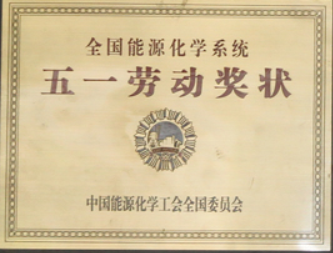 全国能源化学系统
五一劳动奖状
中国能源化学工会全国委员会